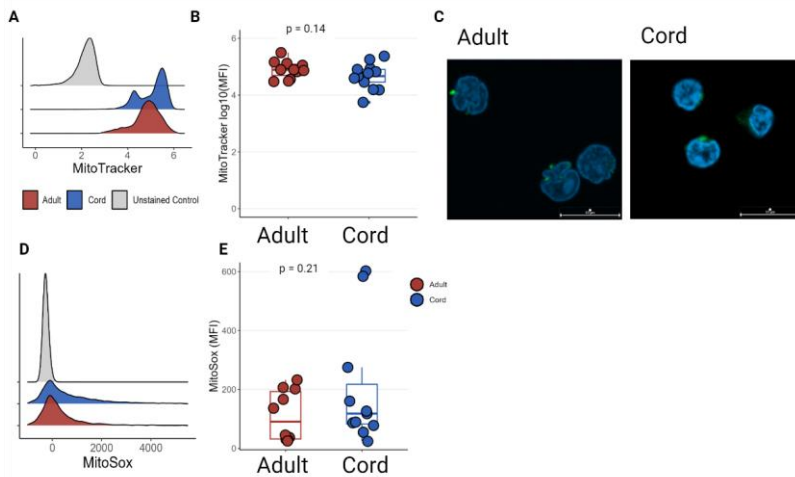 A
0 2 4 6
MitoTracker
Adult Cord Unstained Control
B
p = 0.14
MitoTracker log10(MFI)
6
4
2
0
Adult Cord
C
Adult Cord
D
0 2000 4000
MitoSox
E
p = 0.21
MitoSox (MFI)
600
400
200
0
Adult Cord
Adult
Cord